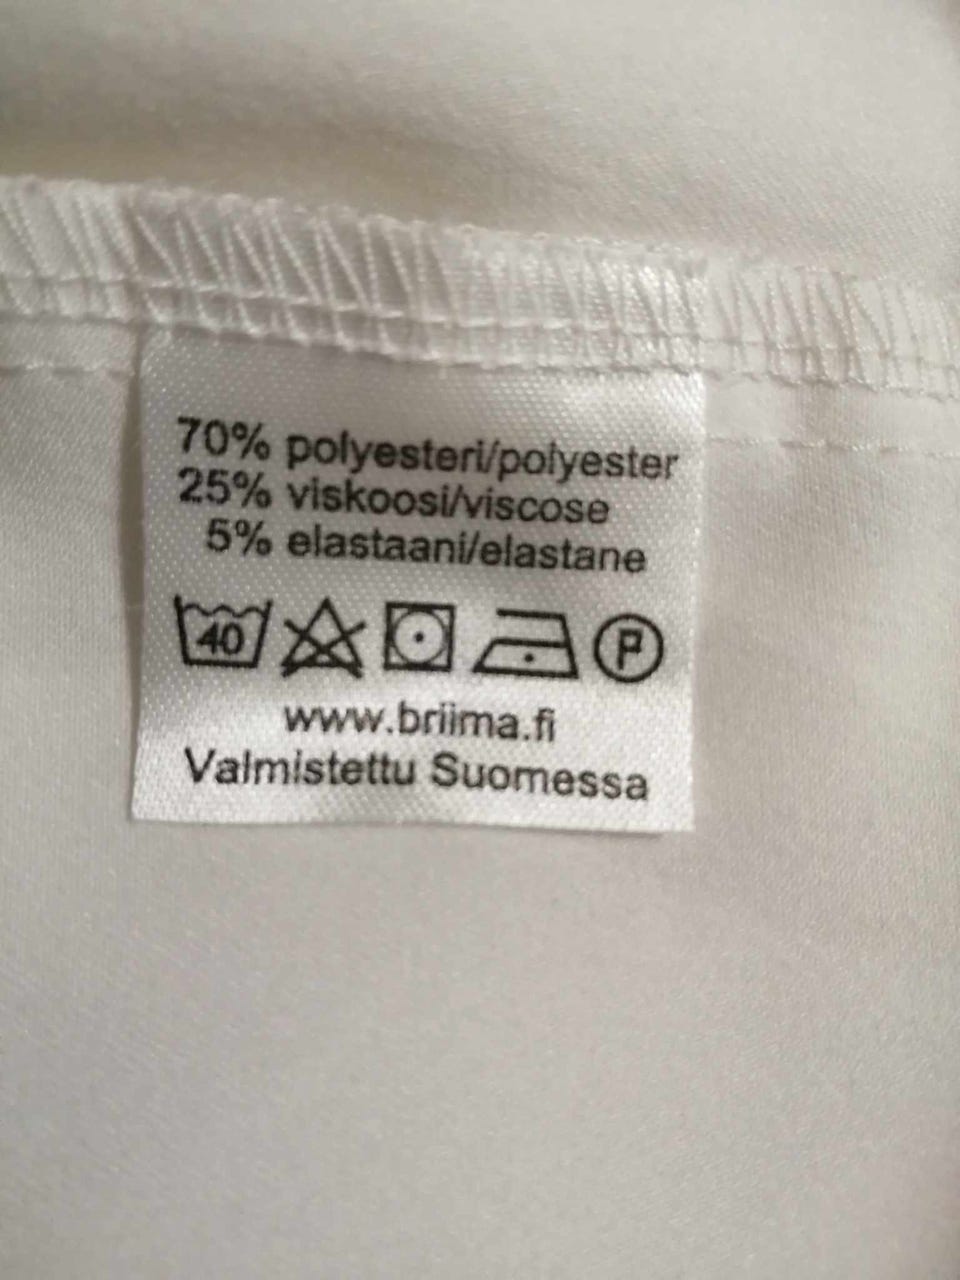 70% polyesteri/polyester
25% viskoosi/viscose
5% elastaani/elastane
40 P
www.briima.fi
Valmistettu Suomessa